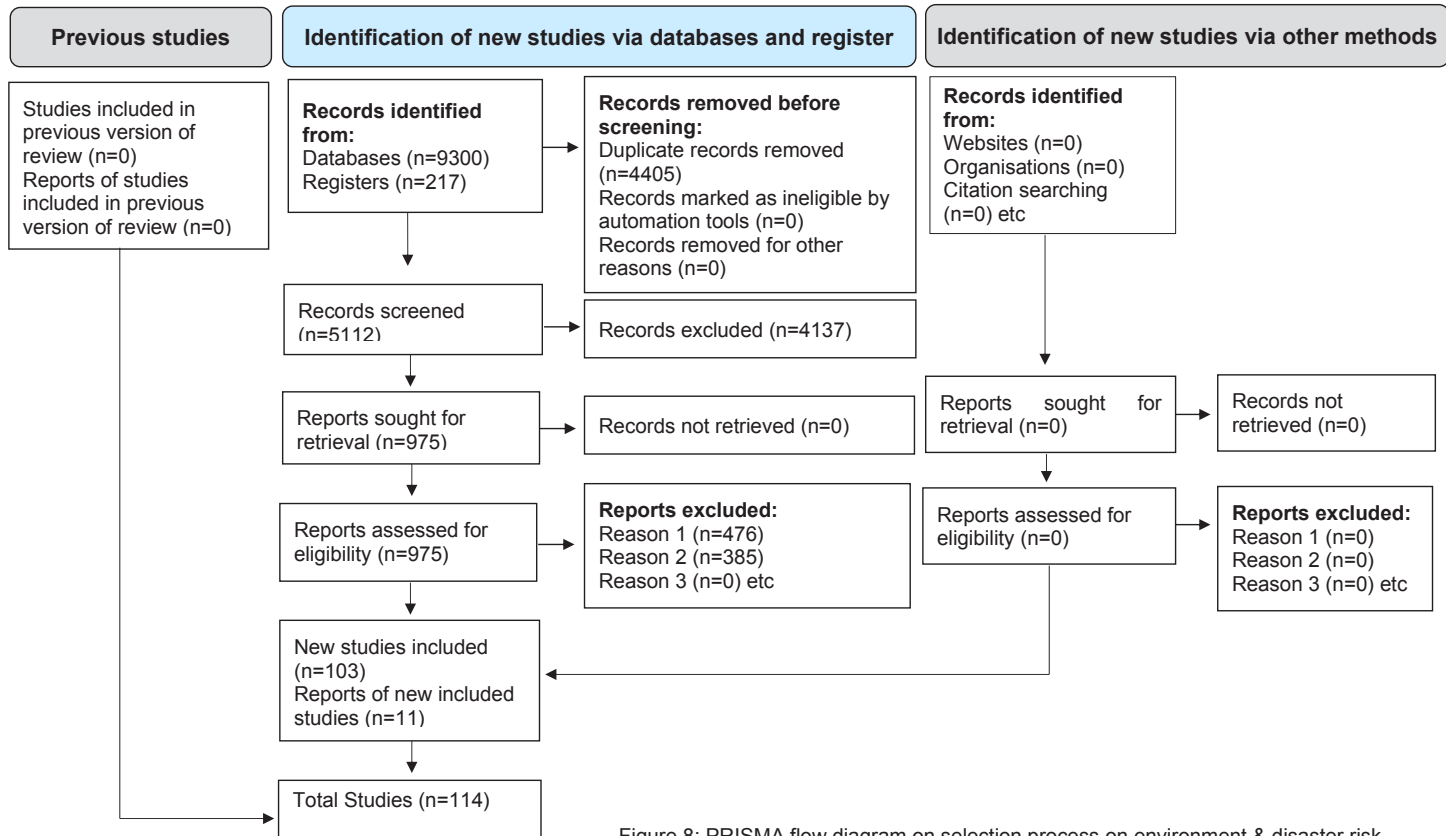 Previous studies
Identification of new studies via databases and register
Identification of new studies via other methods
Studies included in
previous version of
review (n=0)
Reports of studies
included in previous
version of review (n=0)
Records identified
from:
Databases (n=9300)
Registers (n=217)
Records removed before
screening:
Duplicate records removed
(n=4405)
Records marked as ineligible by
automation tools (n=0)
Records removed for other
reasons (n=0)
Records identified
from:
Websites (n=0)
Organisations (n=0)
Citation searching
(n=0) etc
Records screened
(n=5112)
Records excluded (n=4137)
Reports sought for
retrieval (n=975)
Records not retrieved (n=0)
Reports sought for
retrieval (n=0)
Records not
retrieved (n=0)
Reports assessed for
eligibility (n=975)
Reports excluded:
Reason 1 (n=476)
Reason 2 (n=385)
Reason 3 (n=0) etc
Reports assessed for
eligibility (n=0)
Reports excluded:
Reason 1 (n=0)
Reason 2 (n=0)
Reason 3 (n=0) etc
New studies included
(n=103)
Reports of new included
studies (n=11)
Total Studies (n=114)
Figure 8: PRISMA flow diagram on selection process on environment & disaster risk